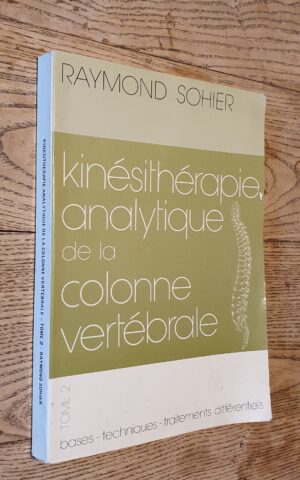 RAYMOND SOHIER
kinésithérapie
analytique
de la
colonne
vertébrale
TOME 2
bases - techniques - traitements différentiels
KINÉSITHÉRAPIE ANALYTIQUE DE LA COLONNE VERTÉBRALE - TOME 2 - RAYMOND SOHIER